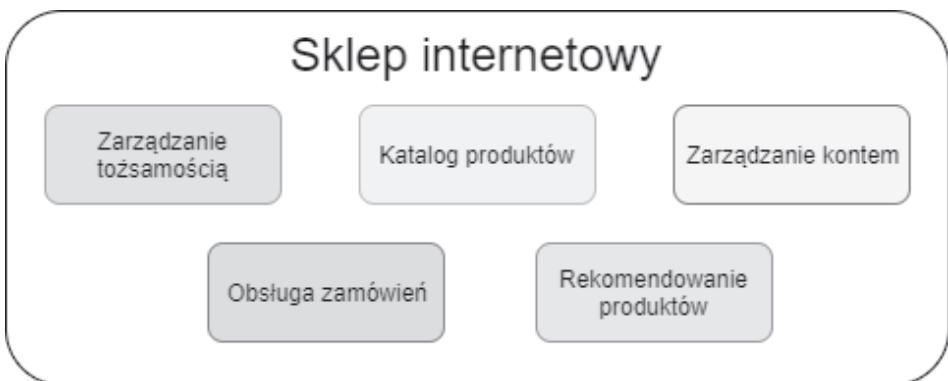 Sklep internetowy
Zarządzanie
tożsamością
Katalog produktów
Zarządzanie kontem
Obsługa zamówień
Rekomendowanie
produktów